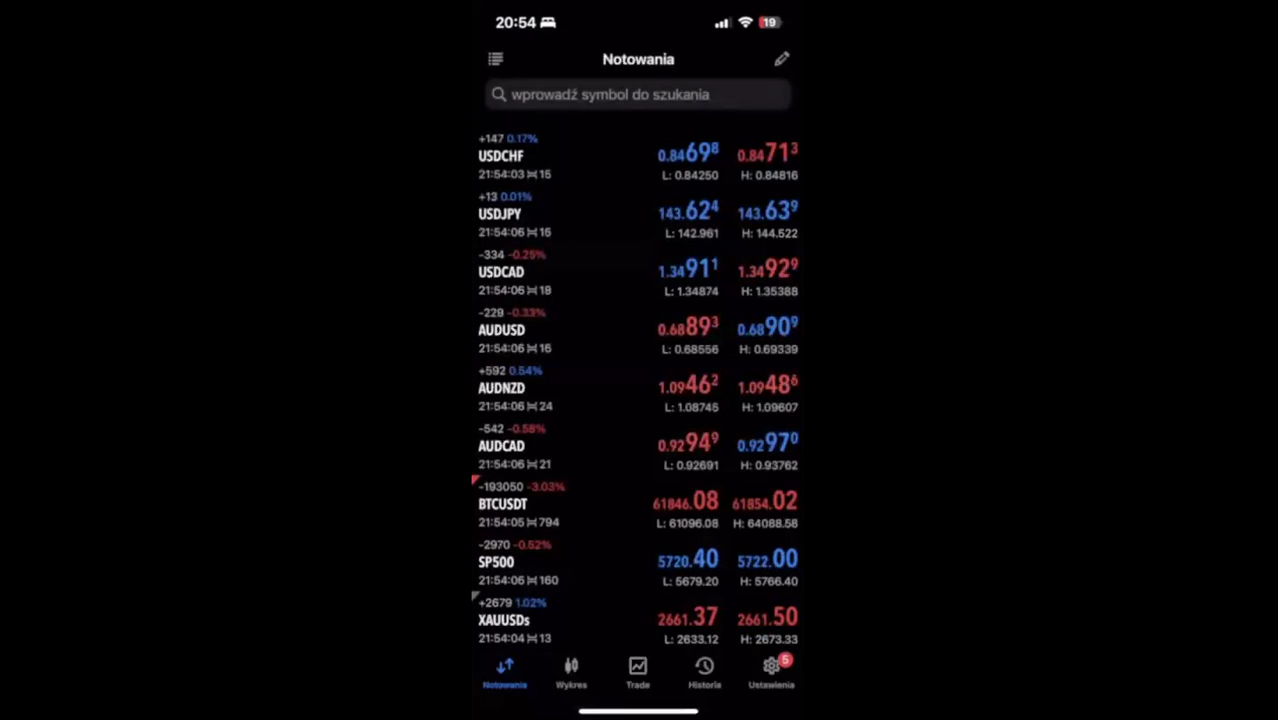 20:54 19
Notowania
wprowadź symbol do szukania
+147 0.17%
USDCHF 0.84698 0.84713
21:54:03 15 L: 0.84250 H: 0.84816
+13 0.01%
USDJPY 143.624 143.639
21:54:06 15 L: 142.961 H: 144.522
-334 -0.25%
USDCAD 1.34911 1.34929
21:54:06 18 L: 1.34874 H: 1.35388
-229 -0.33%
AUDUSD 0.68893 0.68909
21:54:06 16 L: 0.68556 H: 0.69339
+592 0.54%
AUDNZD 1.09462 1.09486
21:54:06 24 L: 1.08745 H: 1.09607
-542 -0.58%
AUDCAD 0.92949 0.92970
21:54:06 21 L: 0.92691 H: 0.93762
-193050 -3.03%
BTCUSDT 61846.08 61854.02
21:54:05 794 L: 61096.08 H: 64088.58
-2970 -0.52%
SP500 5720.40 5722.00
21:54:06 160 L: 5679.20 H: 5766.40
+2679 1.02%
XAUUSDs 2661.37 2661.50
21:54:04 13 L: 2633.12 H: 2673.33
5
Notowania Wykres Trade Historia Ustawienia